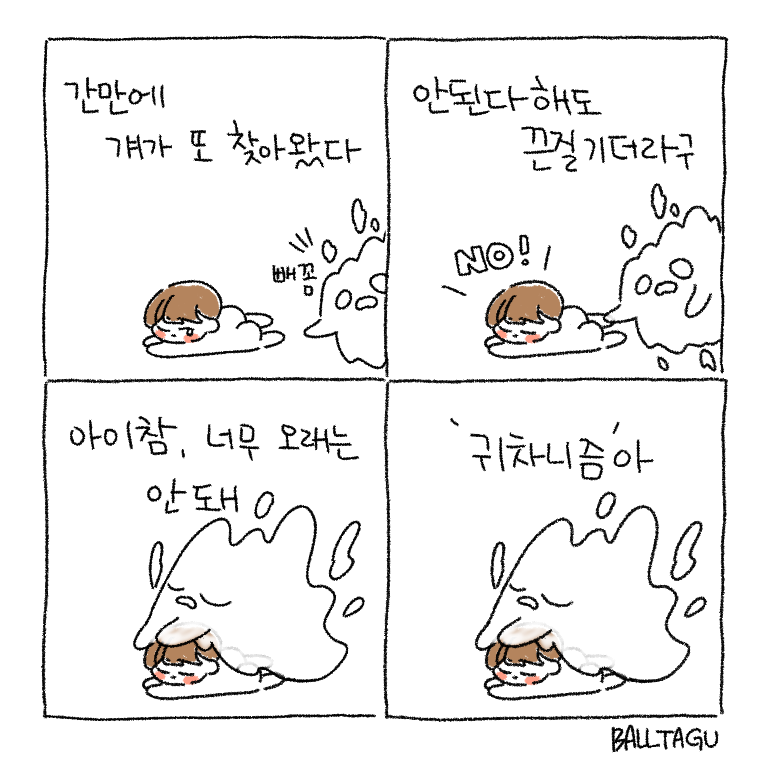 간만에
걔가 또 찾아왔다
빼꼼
안된다 해도
끈질기더라구
NO!
아이참, 너무 오래는
안 돼
'귀차니즘'아
BALLTAGU